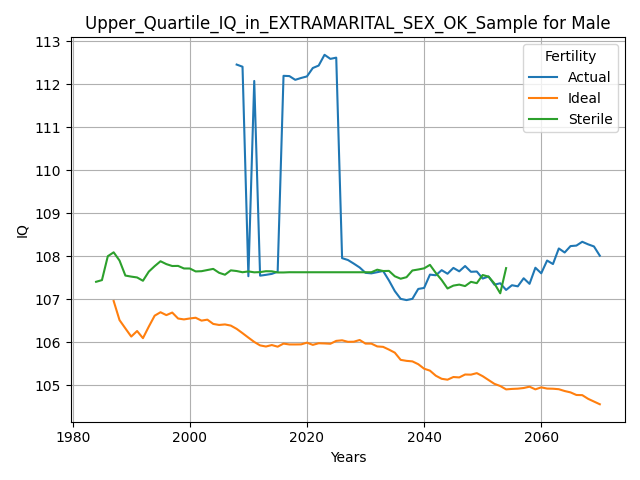 Upper_Quartile_IQ_in_EXTRAMARITAL_SEX_OK_Sample for Male
113
112
111
110
109
108
107
106
105
IQ
Fertility
Actual
Ideal
Sterile
1980
2000
2020
2040
2060
Years